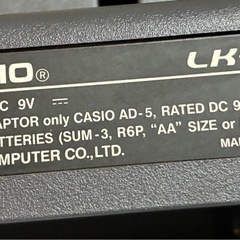 IO® LK-
C 9V ⎓
APTOR only CASIO AD-5, RATED DC 9
TTERIES (SUM-3, R6P, “AA” SIZE or
OMPUTER CO.,LTD. MA